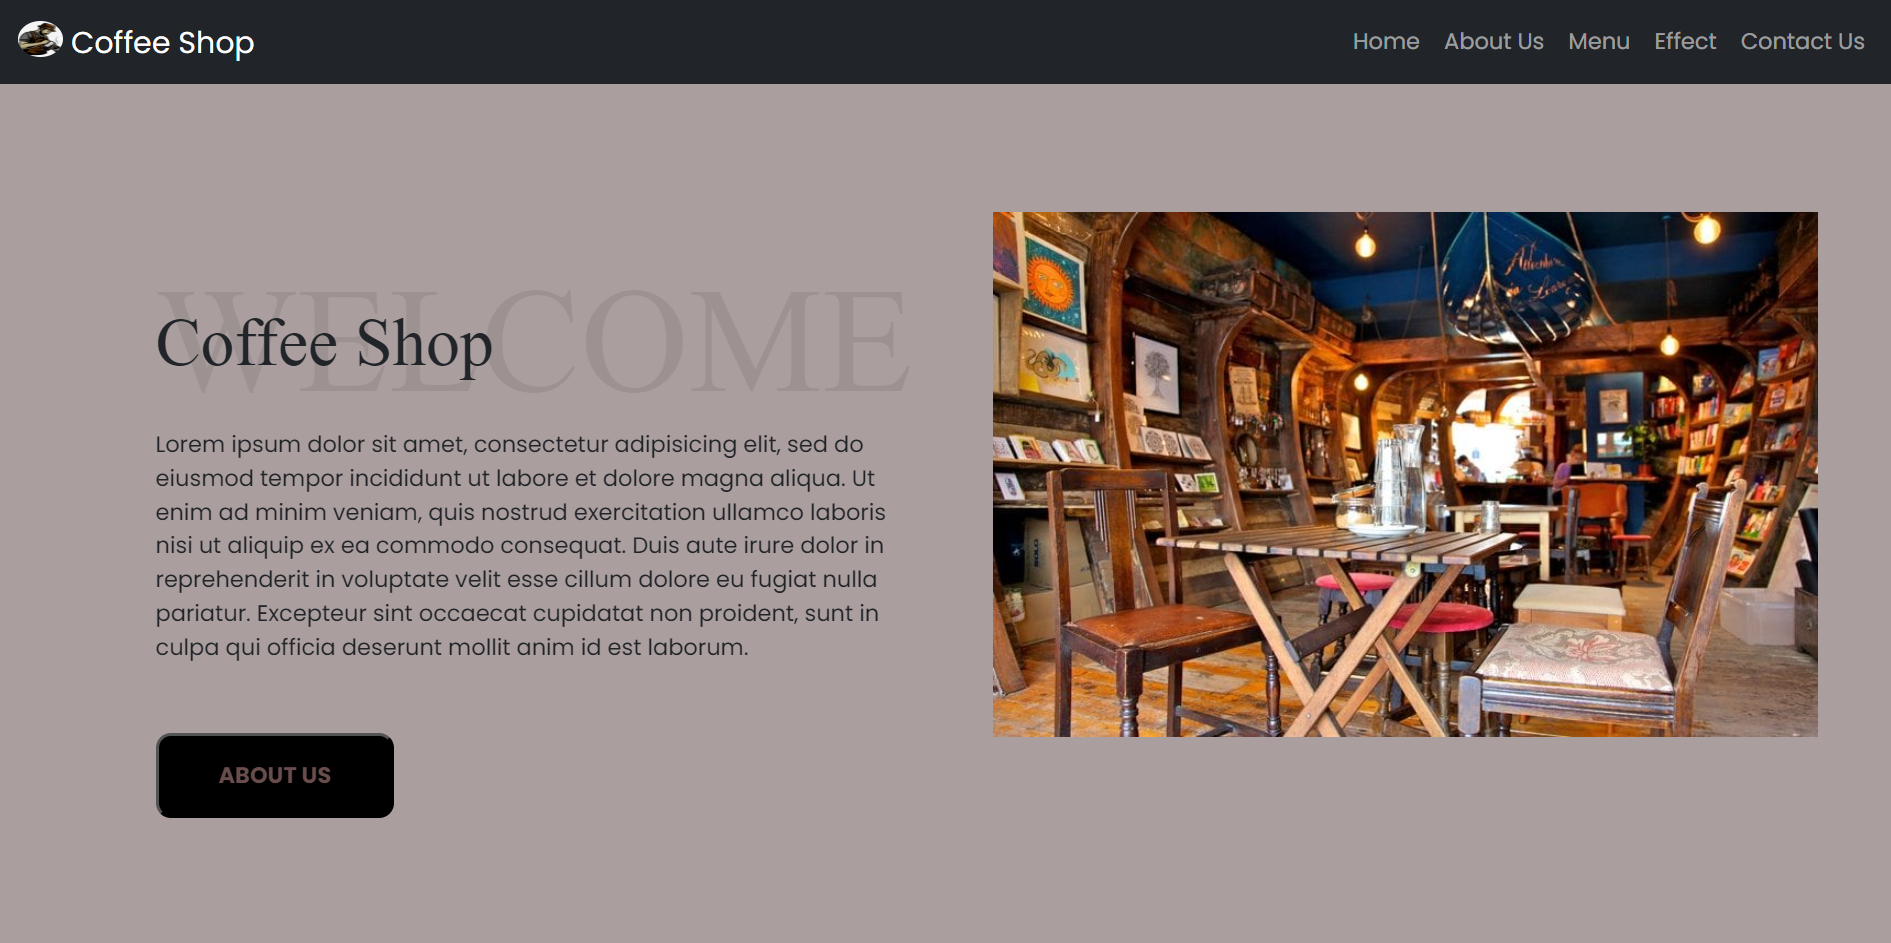 Coffee Shop
Home About Us Menu Effect Contact Us
WELCOME
Coffee Shop
Lorem ipsum dolor sit amet, consectetur adipisicing elit, sed do
eiusmod tempor incididunt ut labore et dolore magna aliqua. Ut
enim ad minim veniam, quis nostrud exercitation ullamco laboris
nisi ut aliquip ex ea commodo consequat. Duis aute irure dolor in
reprehenderit in voluptate velit esse cillum dolore eu fugiat nulla
pariatur. Excepteur sint occaecat cupidatat non proident, sunt in
culpa qui officia deserunt mollit anim id est laborum.
ABOUT US